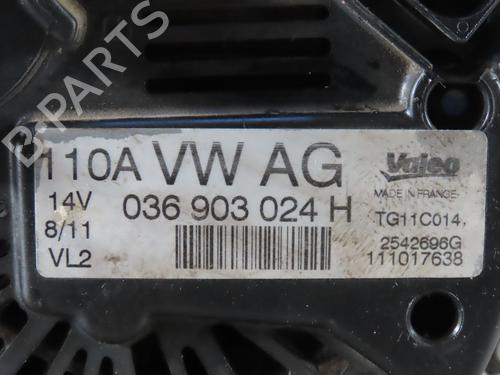 B-PARTS
110A VW AG
Valeo
MADE IN FRANCE
14V
036 903 024 H
TG11C014
8/11
2542696G
VL2
111017638